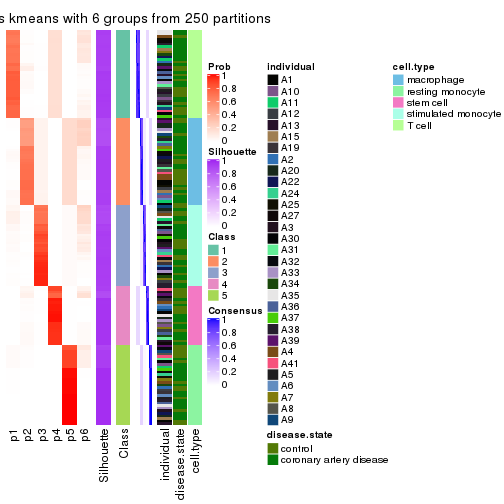 s kmeans with 6 groups from 250 partitions
Prob
1
0.8
0.6
0.4
0.2
0
Silhouette
1
0.8
0.6
0.4
0.2
0
Class
1
2
3
4
5
Consensus
1
0.8
0.6
0.4
0.2
0
individual
A1
A10
A11
A12
A13
A15
A19
A2
A20
A22
A24
A25
A27
A3
A30
A31
A32
A33
A34
A35
A36
A37
A38
A39
A4
A41
A5
A6
A7
A8
A9
disease.state
control
coronary artery disease
cell.type
macrophage
resting monocyte
stem cell
stimulated monocyte
T cell
p1
p2
p3
p4
p5
p6
Silhouette
Class
individual
disease.state
cell.type